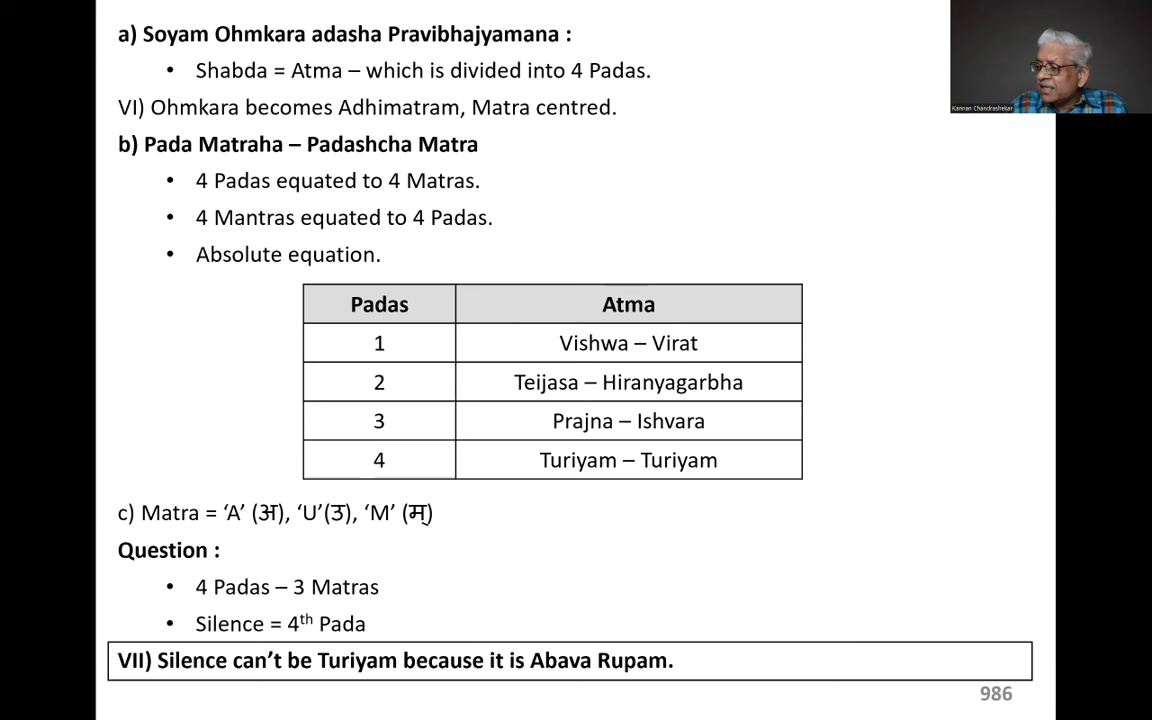 a) Soyam Ohmkara adasha Pravibhajyamana :
• Shabda = Atma – which is divided into 4 Padas.
VI) Ohmkara becomes Adhimatram, Matra centred.
b) Pada Matraha – Padashcha Matra
• 4 Padas equated to 4 Matras.
• 4 Mantras equated to 4 Padas.
• Absolute equation.
Padas Atma
1 Vishwa – Virat
2 Teijasa – Hiranyagarbha
3 Prajna – Ishvara
4 Turiyam – Turiyam
c) Matra = ‘A’ (अ), ‘U’(उ), ‘M’ (म्)
Question :
• 4 Padas – 3 Matras
• Silence = 4th Pada
VII) Silence can’t be Turiyam because it is Abava Rupam.
986
Kannan Chandrashekar